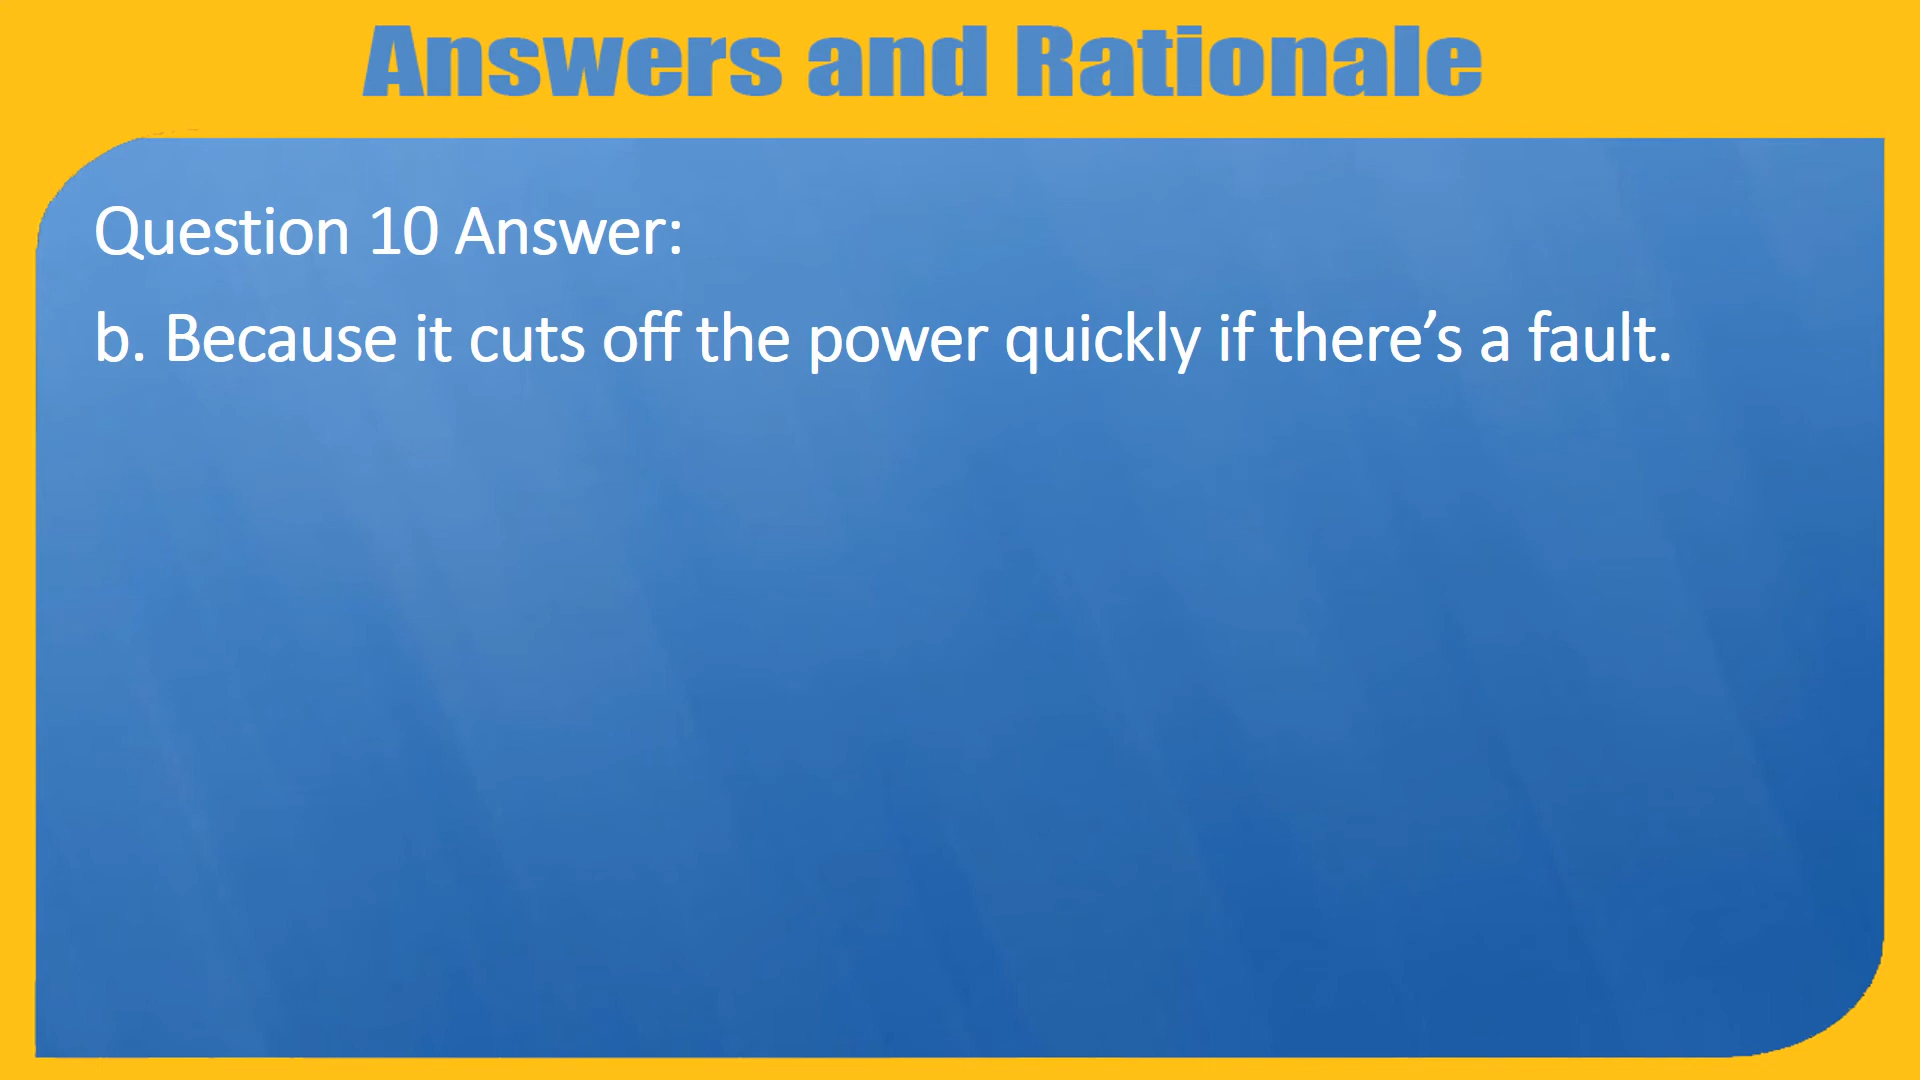 Answers and Rationale
Question 10 Answer:
b. Because it cuts off the power quickly if there’s a fault.